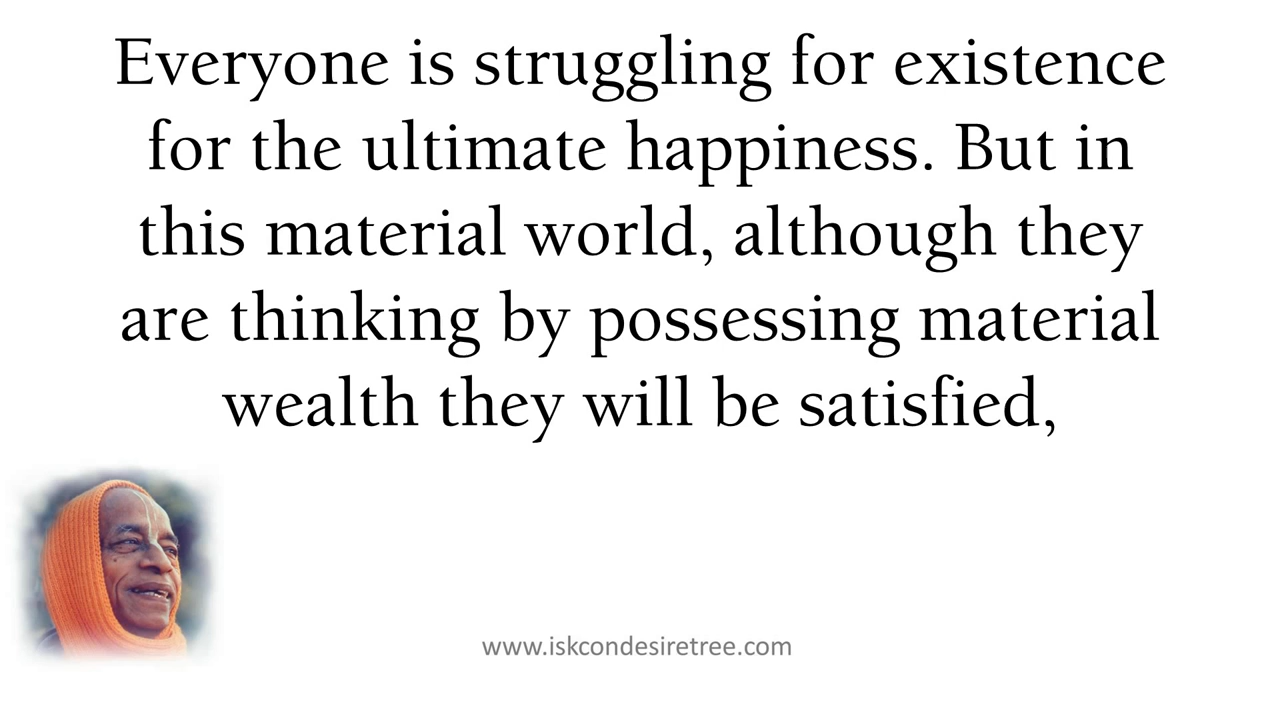 Everyone is struggling for existence
for the ultimate happiness. But in
this material world, although they
are thinking by possessing material
wealth they will be satisfied,
www.iskcondesiretree.com